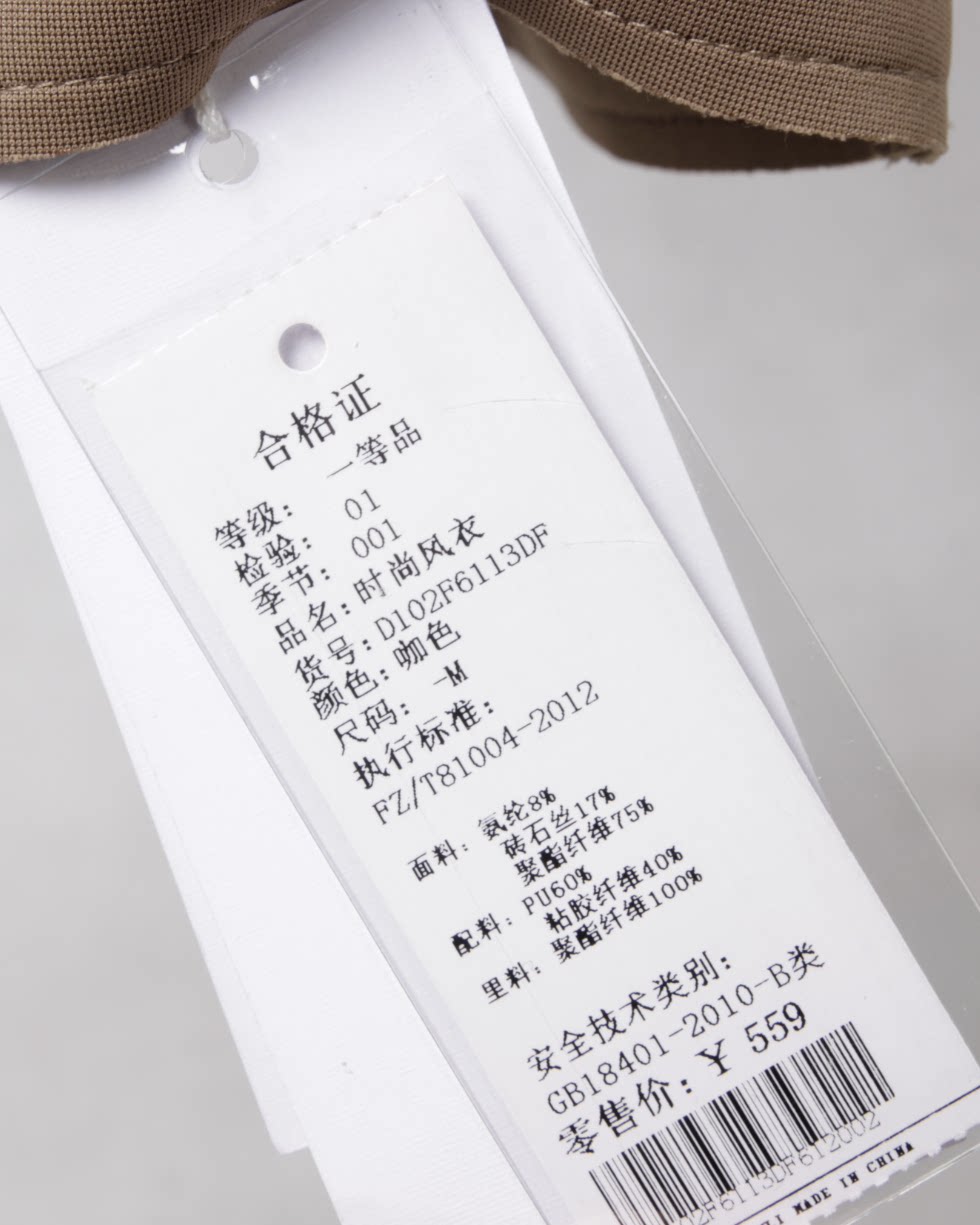 合格证
等级: 一等品
检验: 01
季节: 001
品名: 时尚风衣
货号: D102F6113DF
颜色: 咖色
尺码: -M
执行标准:
FZ/T81004-2012
面料: 氨纶8%
砖石丝17%
聚酯纤维75%
配料: PU60%
粘胶纤维40%
里料: 聚酯纤维100%
安全技术类别:
GB18401-2010-B类
零售价: ¥ 559
02F6113DF612002
MADE IN CHINA